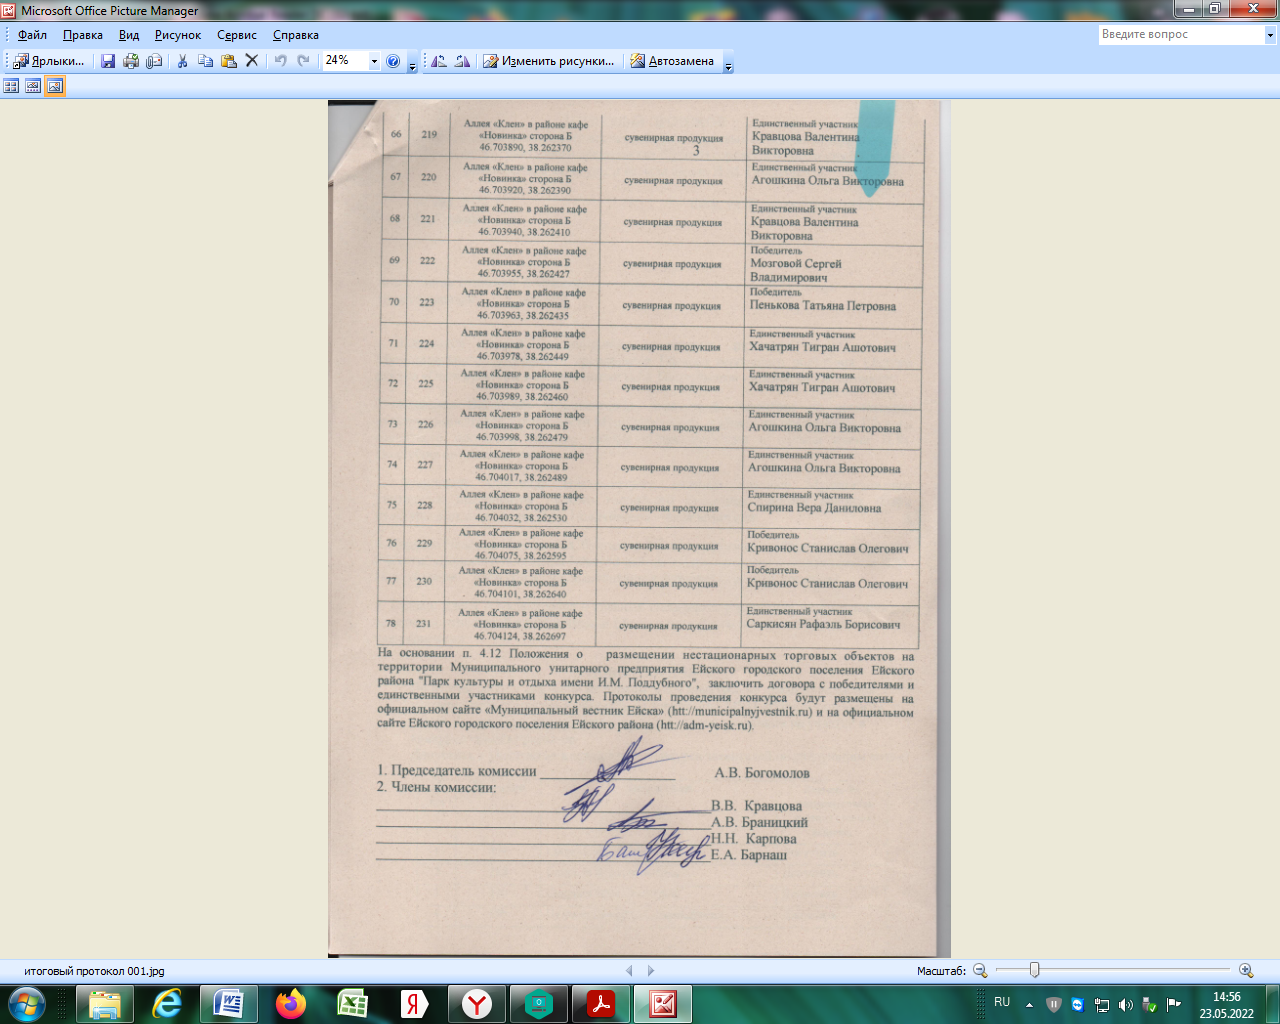 Microsoft Office Picture Manager
Файл Правка Вид Рисунок Сервис Справка
Введите вопрос
Ярлыки... 24% Изменить рисунки... Автозамена
66 219 Аллея «Клен» в районе кафе «Новинка» сторона Б 46.703890, 38.262370 сувенирная продукция Единственный участник Кравцова Валентина Викторовна
3
67 220 Аллея «Клен» в районе кафе «Новинка» сторона Б 46.703920, 38.262390 сувенирная продукция Единственный участник Агошкина Ольга Викторовна
68 221 Аллея «Клен» в районе кафе «Новинка» сторона Б 46.703940, 38.262410 сувенирная продукция Единственный участник Кравцова Валентина Викторовна
69 222 Аллея «Клен» в районе кафе «Новинка» сторона Б 46.703955, 38.262427 сувенирная продукция Победитель Мозговой Сергей Владимирович
70 223 Аллея «Клен» в районе кафе «Новинка» сторона Б 46.703963, 38.262435 сувенирная продукция Победитель Пенькова Татьяна Петровна
71 224 Аллея «Клен» в районе кафе «Новинка» сторона Б 46.703978, 38.262449 сувенирная продукция Единственный участник Хачатрян Тигран Ашотович
72 225 Аллея «Клен» в районе кафе «Новинка» сторона Б 46.703989, 38.262460 сувенирная продукция Единственный участник Хачатрян Тигран Ашотович
73 226 Аллея «Клен» в районе кафе «Новинка» сторона Б 46.703998, 38.262479 сувенирная продукция Единственный участник Агошкина Ольга Викторовна
74 227 Аллея «Клен» в районе кафе «Новинка» сторона Б 46.704017, 38.262489 сувенирная продукция Единственный участник Агошкина Ольга Викторовна
75 228 Аллея «Клен» в районе кафе «Новинка» сторона Б 46.704032, 38.262530 сувенирная продукция Единственный участник Спирина Вера Даниловна
76 229 Аллея «Клен» в районе кафе «Новинка» сторона Б 46.704075, 38.262595 сувенирная продукция Победитель Кривонос Станислав Олегович
77 230 Аллея «Клен» в районе кафе «Новинка» сторона Б 46.704101, 38.262640 сувенирная продукция Победитель Кривонос Станислав Олегович
78 231 Аллея «Клен» в районе кафе «Новинка» сторона Б 46.704124, 38.262697 сувенирная продукция Единственный участник Саркисян Рафаэль Борисович
На основании п. 4.12 Положения о размещении нестационарных торговых объектов на
территории Муниципального унитарного предприятия Ейского городского поселения Ейского
района "Парк культуры и отдыха имени И.М. Поддубного", заключить договора с победителями и
единственными участниками конкурса. Протоколы проведения конкурса будут размещены на
официальном сайте «Муниципальный вестник Ейска» (htt://municipalnyjvestnik.ru) и на официальном
сайте Ейского городского поселения Ейского района (htt://adm-yeisk.ru).
1. Председатель комиссии А.В. Богомолов
2. Члены комиссии:
В.В. Кравцова
А.В. Браницкий
Н.Н. Карпова
Е.А. Барнаш
итоговый протокол 001.jpg
Масштаб:
RU
14:56
23.05.2022